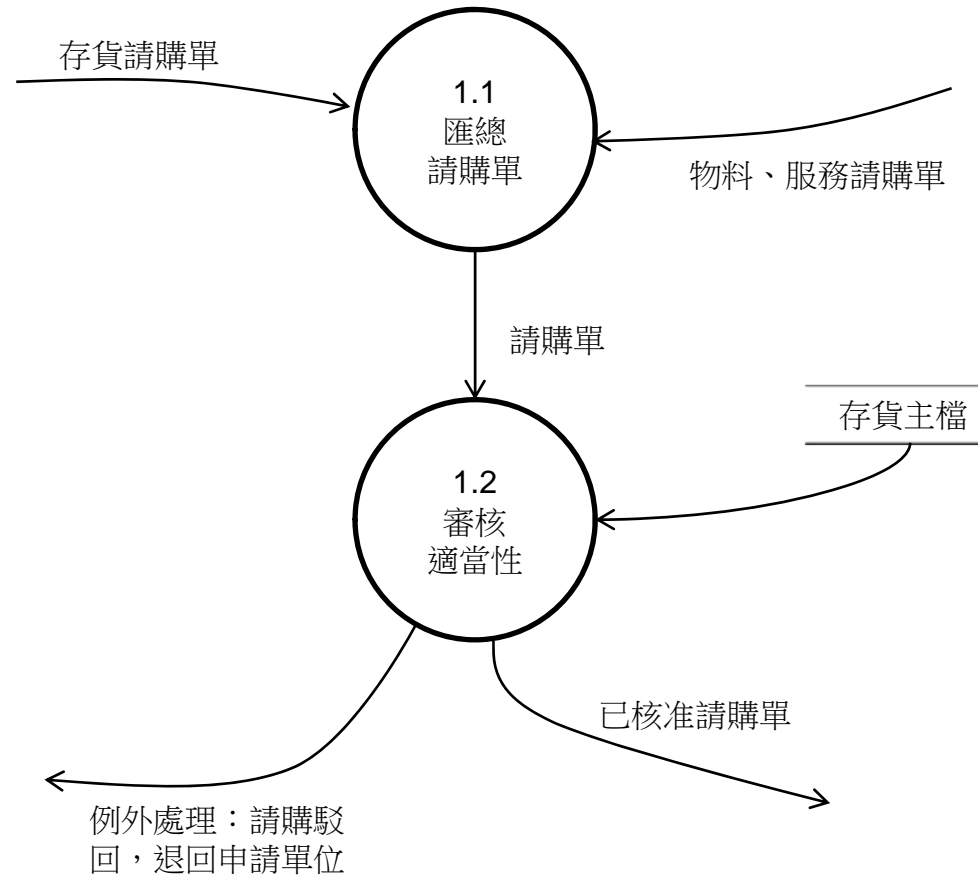 存貨請購單
1.1
匯總
請購單
物料、服務請購單
請購單
存貨主檔
1.2
審核
適當性
已核准請購單
例外處理：請購駁
回，退回申請單位